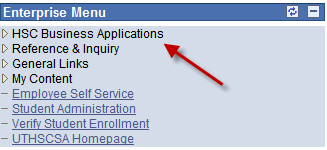 Enterprise Menu
HSC Business Applications
Reference & Inquiry
General Links
My Content
Employee Self Service
Student Administration
Verify Student Enrollment
UTHSCSA Homepage